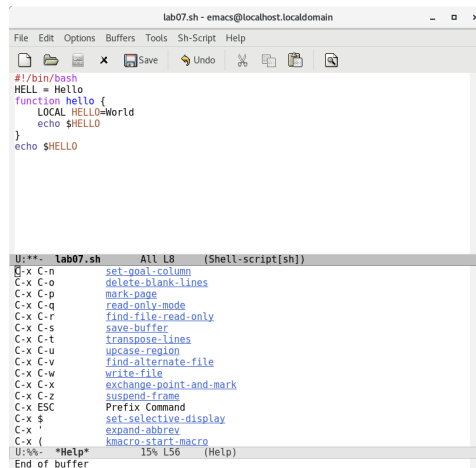 lab07.sh - emacs@localhost.localdomain
File Edit Options Buffers Tools Sh-Script Help
Save Undo
#!/bin/bash
HELL = Hello
function hello {
    LOCAL HELLO=World
    echo $HELLO
}
echo $HELLO
U:**-  lab07.sh       All L8     (Shell-script[sh])
C-x C-n         set-goal-column
C-x C-o         delete-blank-lines
C-x C-p         mark-page
C-x C-q         read-only-mode
C-x C-r         find-file-read-only
C-x C-s         save-buffer
C-x C-t         transpose-lines
C-x C-u         upcase-region
C-x C-v         find-alternate-file
C-x C-w         write-file
C-x C-x         exchange-point-and-mark
C-x C-z         suspend-frame
C-x ESC         Prefix Command
C-x $           set-selective-display
C-x '           expand-abbrev
C-x (           kmacro-start-macro
U:%%-  *Help*         15% L56    (Help)
End of buffer